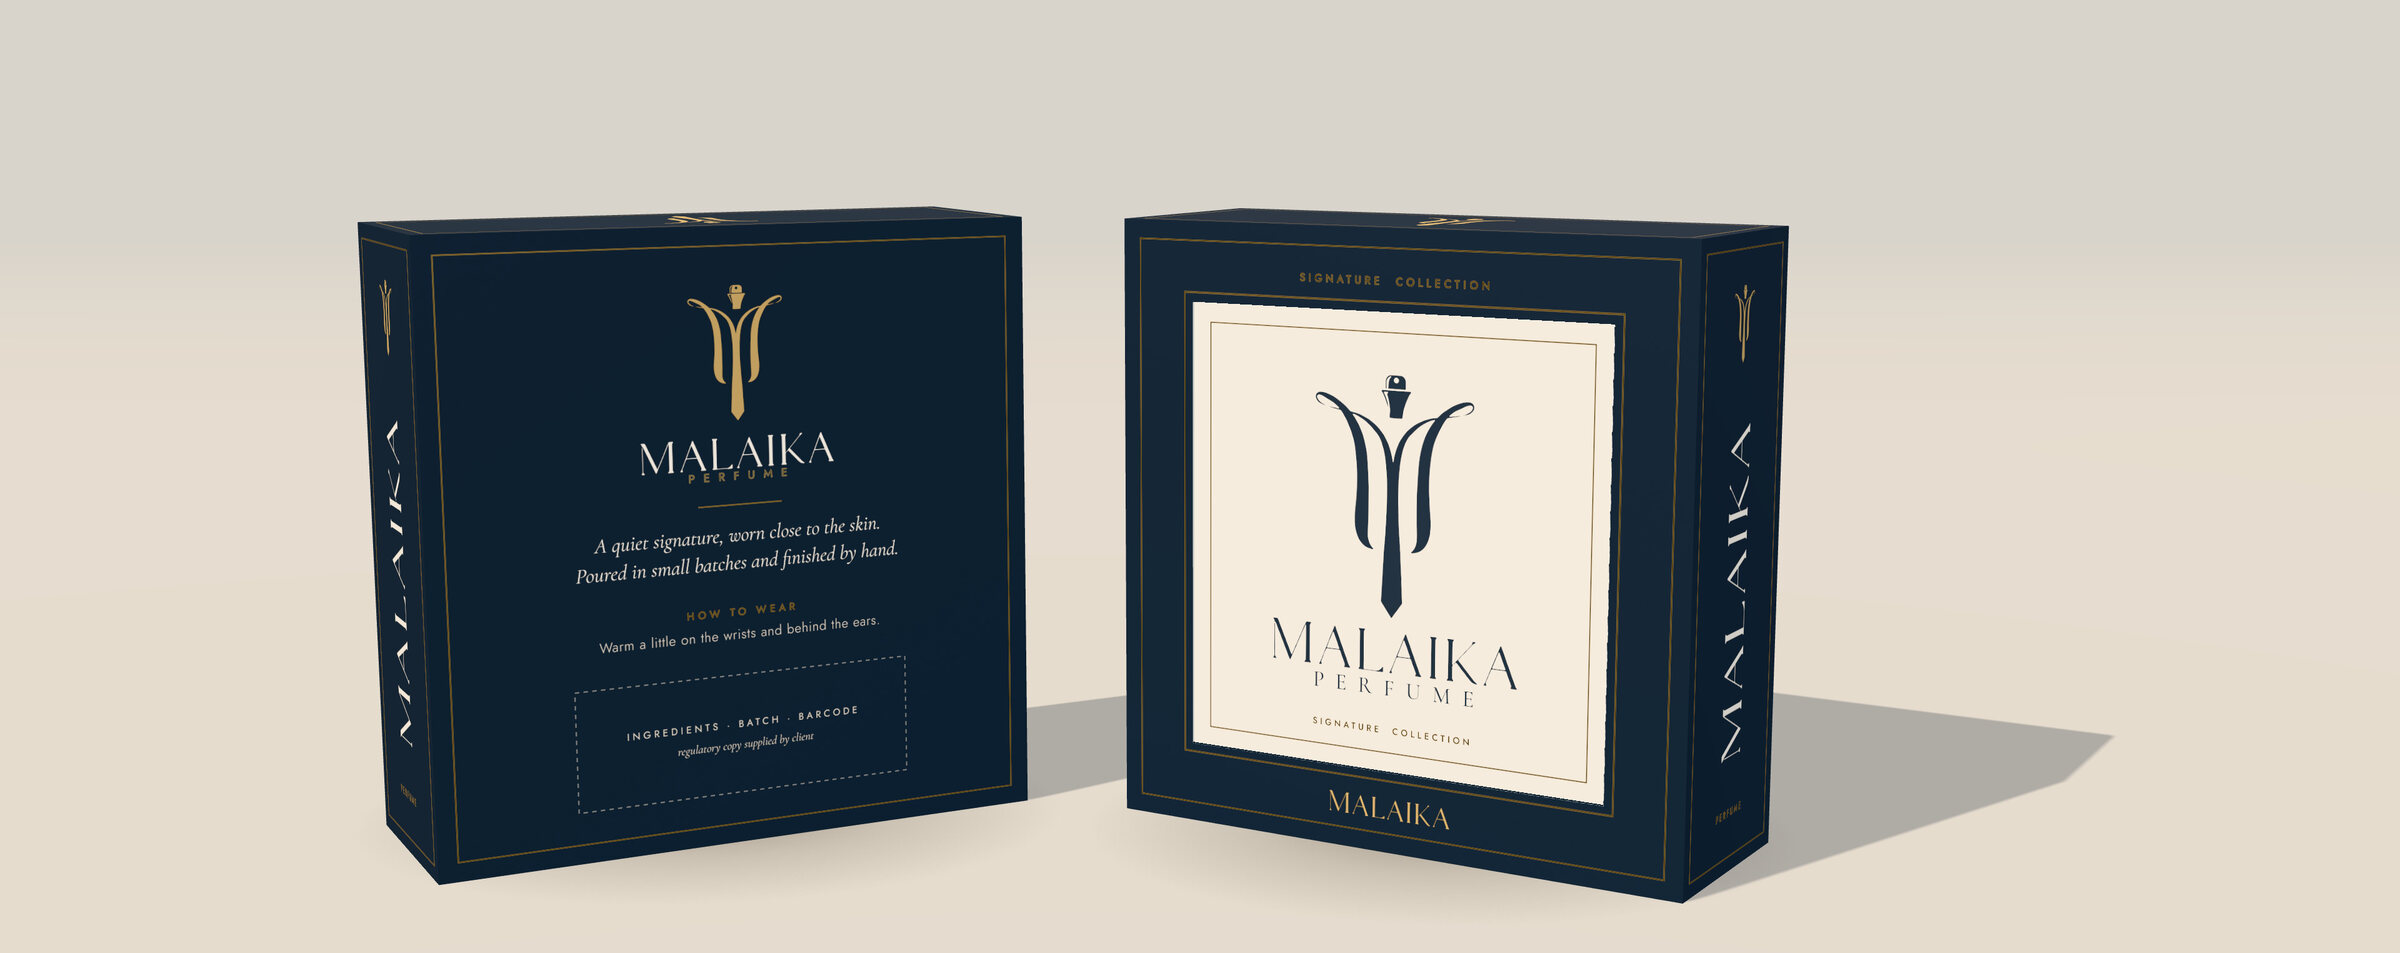 MALAIKA
PERFUME
MALAIKA
PERFUME
A quiet signature, worn close to the skin.
Poured in small batches and finished by hand.
HOW TO WEAR
Warm a little on the wrists and behind the ears.
INGREDIENTS · BATCH · BARCODE
regulatory copy supplied by client
SIGNATURE COLLECTION
MALAIKA
PERFUME
SIGNATURE COLLECTION
MALAIKA
MALAIKA
PERFUME